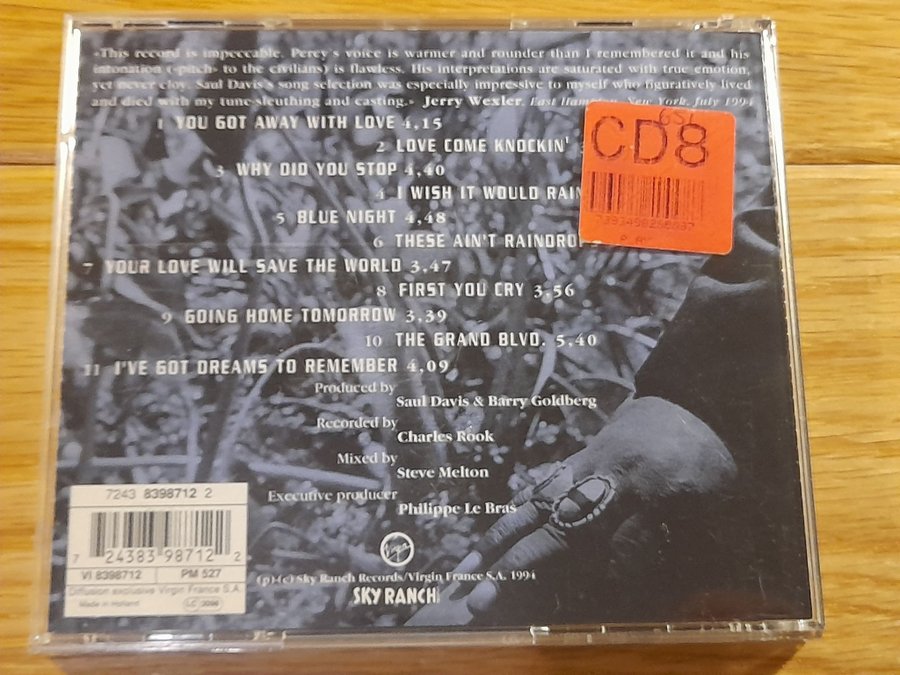 «This record is impeccable. Percy's voice is warmer and rounder than I remembered it and his
intonation («pitch» to the civilians) is flawless. His interpretations are saturated with true emotion,
yet never cloy. Saul Davis's song selection was especially impressive to myself who figuratively lived
and died with my tune-sleuthing and casting.» Jerry Wexler, East New York, July 1994
1 YOU GOT AWAY WITH LOVE 4,15
2 LOVE COME KNOCKIN'
3 WHY DID YOU STOP 4,40
4 I WISH IT WOULD RAIN
5 BLUE NIGHT 4,48
6 THESE AIN'T RAINDROPS
7 YOUR LOVE WILL SAVE THE WORLD 3,47
8 FIRST YOU CRY 3,56
9 GOING HOME TOMORROW 3,39
10 THE GRAND BLVD. 5,40
11 I'VE GOT DREAMS TO REMEMBER 4,09
Produced by
Saul Davis & Barry Goldberg
Recorded by
Charles Rook
Mixed by
Steve Melton
Executive producer
Philippe Le Bras
Virgin
(p)·(c) Sky Ranch Records/Virgin France S.A. 1994
SKY RANCH
CD8
7243 8398712 2
7 24383 98712 2
VI 8398712 PM 527
Diffusion exclusive Virgin France S.A.
Made in Holland LC 3098